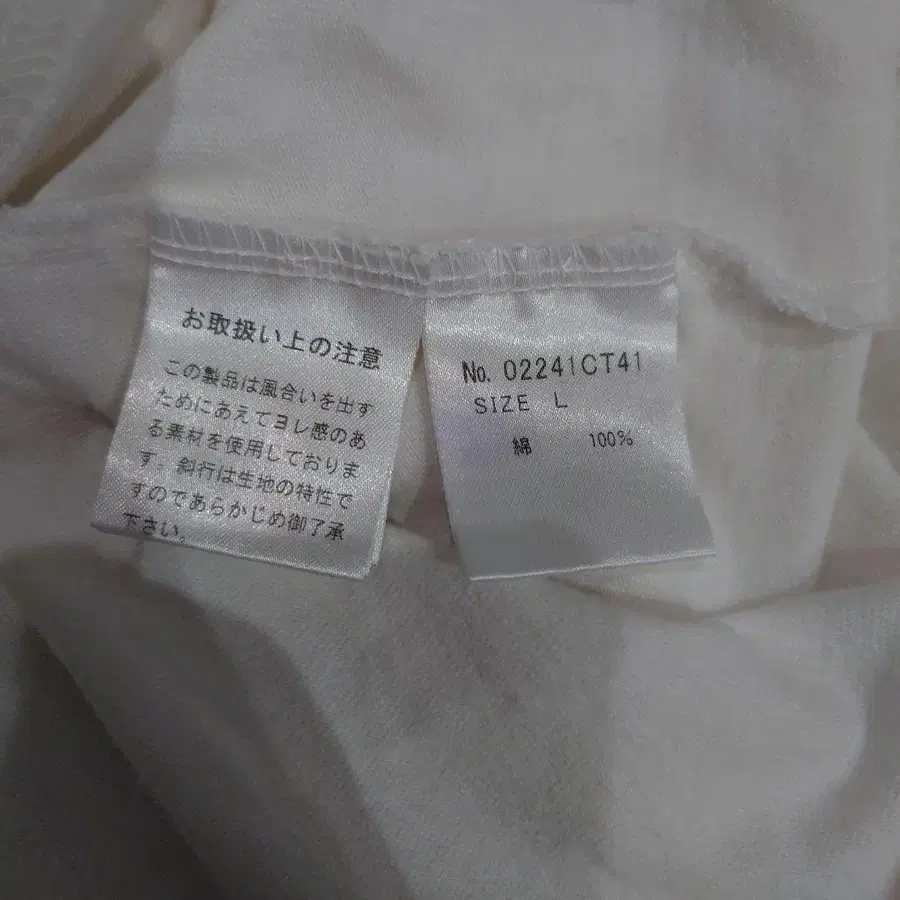 お取扱い上の注意
この製品は風合いを出す
ためにあえてヨレ感のあ
る素材を使用しておりま
す。斜行は生地の特性で
すのであらかじめ御了承
下さい。
No. 02241CT41
SIZE L
綿 100%